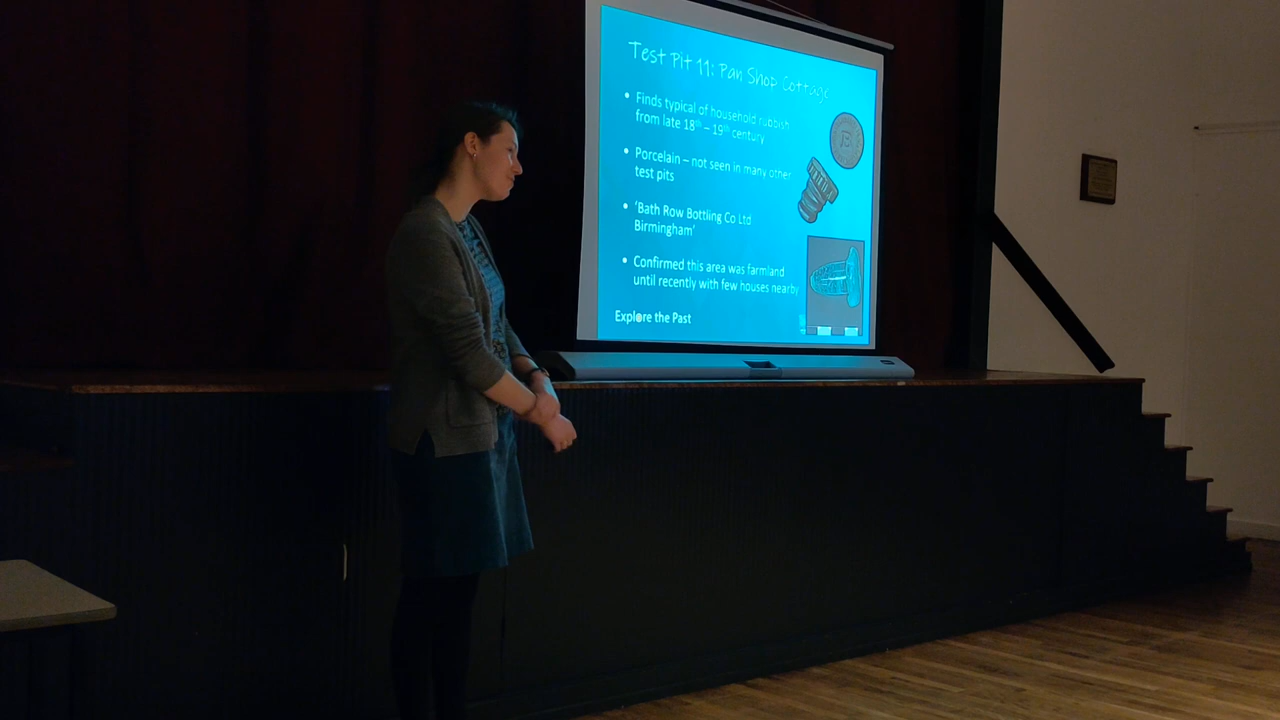 Test Pit 11: Pan Shop Cottage
• Finds typical of household rubbish
from late 18th – 19th century
• Porcelain – not seen in many other
test pits
• ‘Bath Row Bottling Co Ltd
Birmingham’
• Confirmed this area was farmland
until recently with few houses nearby
Explore the Past